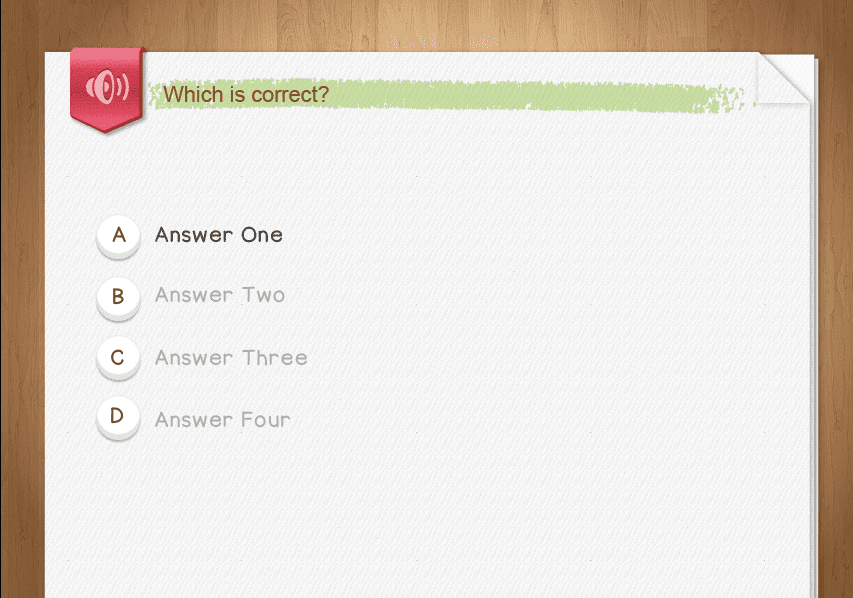 Which is correct?
A Answer One
B Answer Two
C Answer Three
D Answer Four